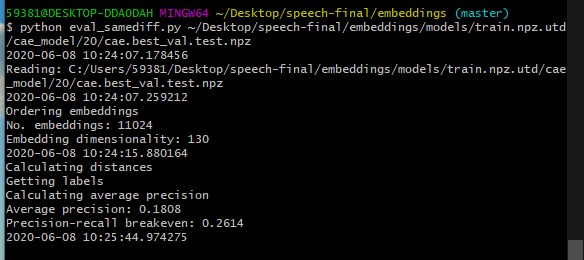 59381@DESKTOP-DDAODAH MINGW64 ~/Desktop/speech-final/embeddings (master)
$ python eval_samediff.py ~/Desktop/speech-final/embeddings/models/train.npz.utd
/cae_model/20/cae.best_val.test.npz
2020-06-08 10:24:07.178456
Reading: C:/Users/59381/Desktop/speech-final/embeddings/models/train.npz.utd/cae
_model/20/cae.best_val.test.npz
2020-06-08 10:24:07.259212
Ordering embeddings
No. embeddings: 11024
Embedding dimensionality: 130
2020-06-08 10:24:15.880164
Calculating distances
Getting labels
Calculating average precision
Average precision: 0.1808
Precision-recall breakeven: 0.2614
2020-06-08 10:25:44.974275